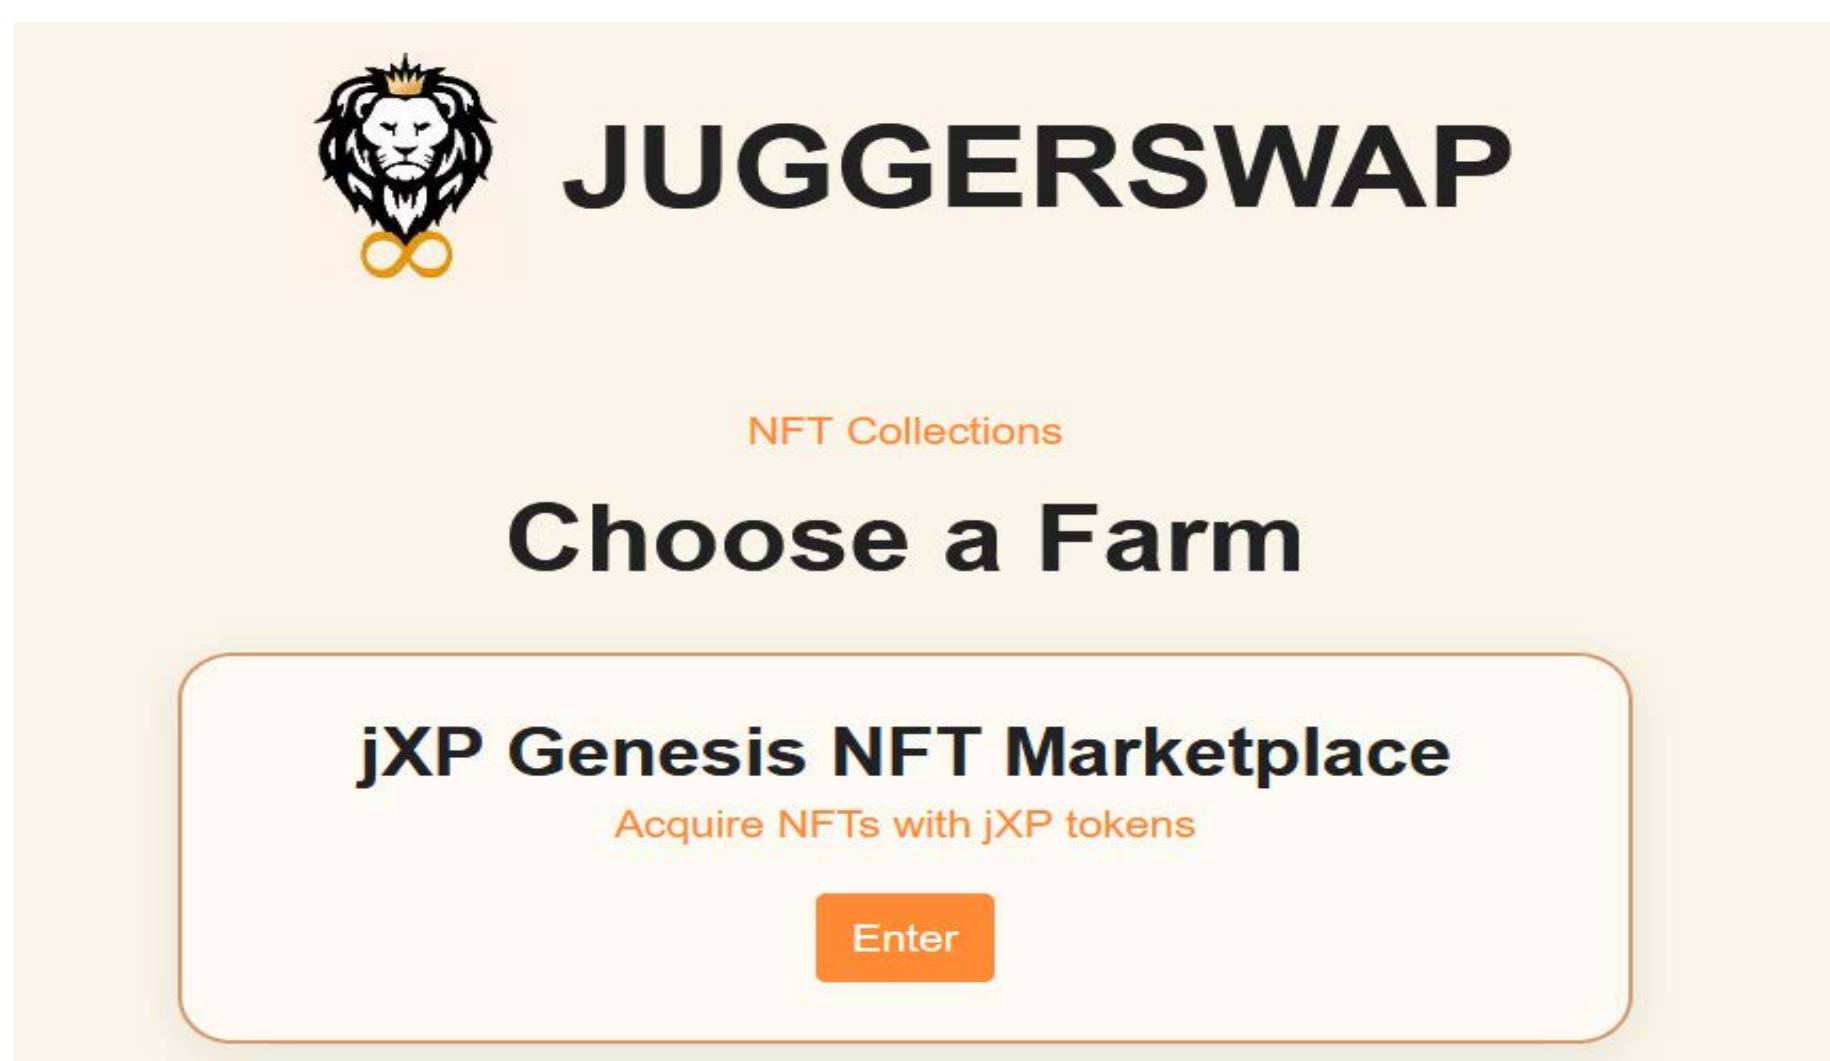 JUGGERSWAP
NFT Collections
Choose a Farm
jXP Genesis NFT Marketplace
Acquire NFTs with jXP tokens
Enter